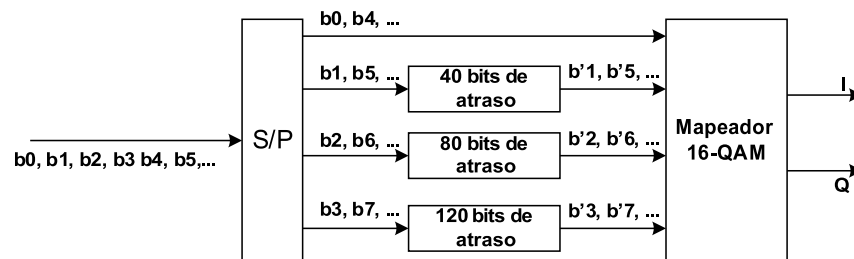 b0, b4, ...
b1, b5, ...
40 bits de
atraso
b'1, b'5, ...
I
S/P
b0, b1, b2, b3 b4, b5,...
b2, b6, ...
80 bits de
atraso
b'2, b'6, ...
Mapeador
16-QAM
Q
b3, b7, ...
120 bits de
atraso
b'3, b'7, ...